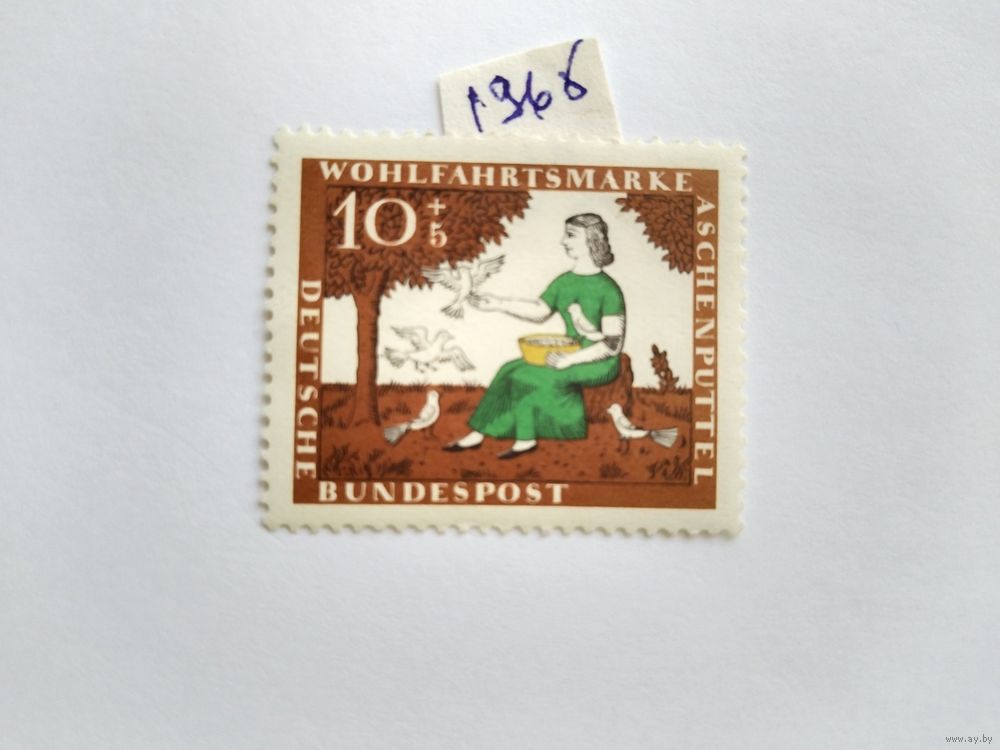 1968
WOHLFAHRTSMARKE
10 + 5
ASCHENPUTTEL
DEUTSCHE
BUNDESPOST
www.ay.by